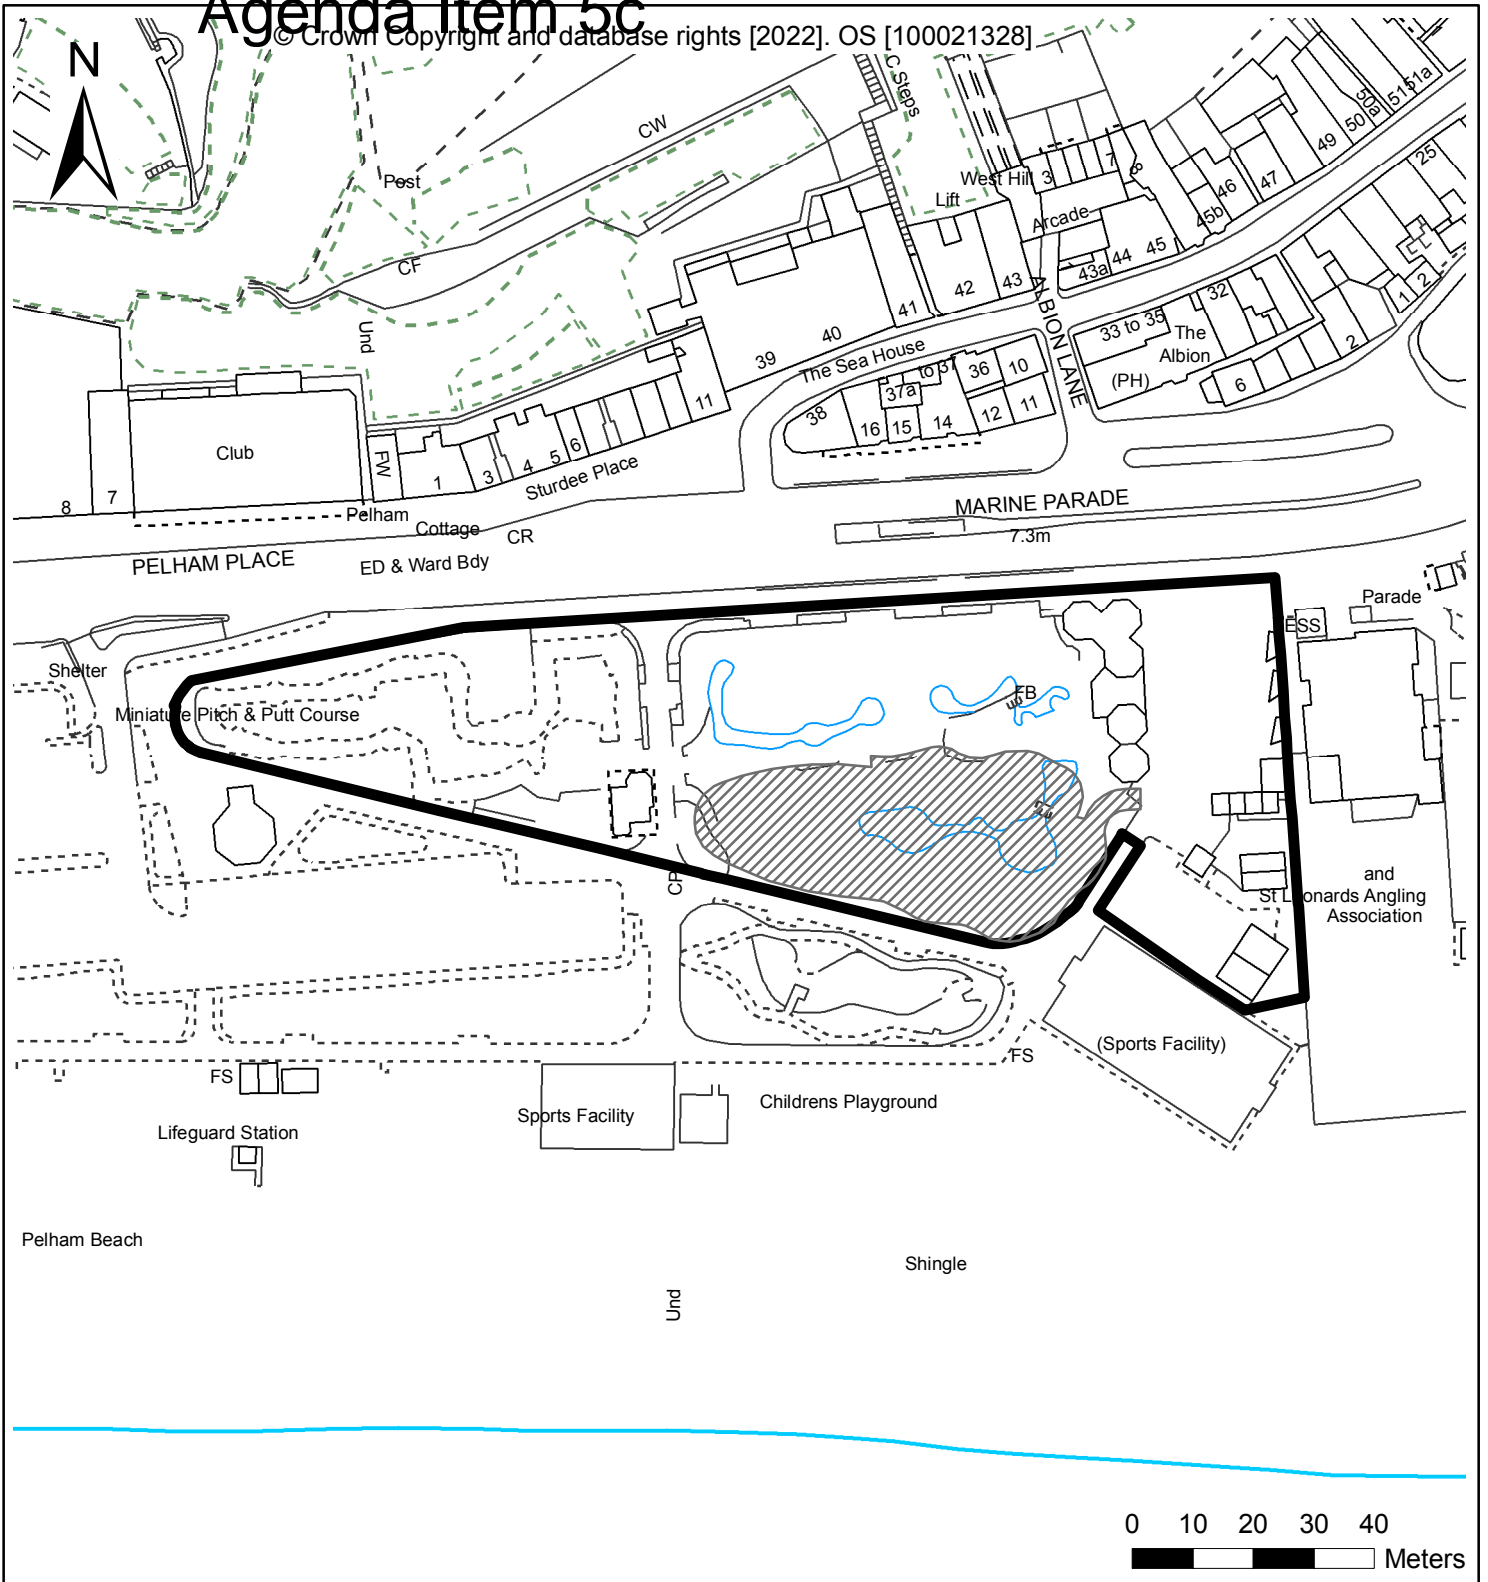 Agenda Item 5c
© Crown Copyright and database rights [2022]. OS [100021328]
N
Post
CW
CF
Und
C Steps
West Hill
Lift
3
7
8
Arcade
51a
51
50a
50
49
47
46
45b
45
44
43a
43
42
41
40
39
25
32
33 to 35
The
Albion
(PH)
6
2
1
2
ALBION LANE
The Sea House
to 37
37a
36
10
38
16
15
14
12
11
11
Club
8
7
FW
1
3
4
5
6
Sturdee Place
Pelham
Cottage
CR
PELHAM PLACE
ED & Ward Bdy
MARINE PARADE
7.3m
Parade
ESS
Shelter
Miniature Pitch & Putt Course
FB
CP
and
St Leonards Angling
Association
(Sports Facility)
FS
FS
Sports Facility
Childrens Playground
Lifeguard Station
Pelham Beach
Shingle
Und
0 10 20 30 40
Meters